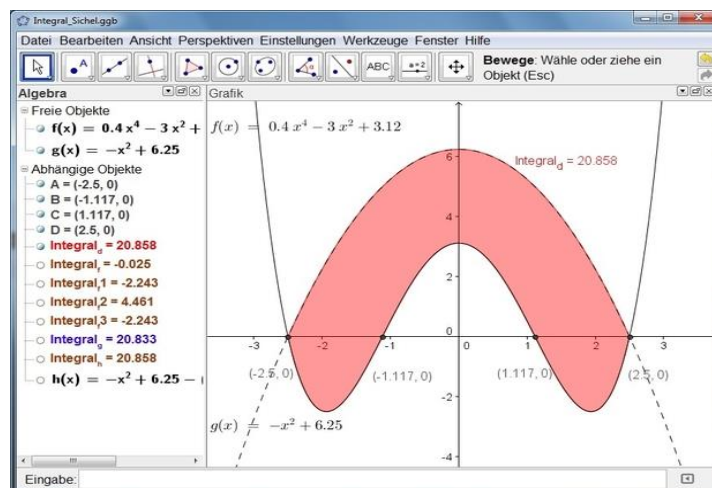 Integral_Sichel.ggb
Datei Bearbeiten Ansicht Perspektiven Einstellungen Werkzeuge Fenster Hilfe
A
ABC
a=2
Bewege: Wähle oder ziehe ein
Objekt (Esc)
Algebra
Freie Objekte
f(x) = 0.4 x⁴ − 3 x² +
g(x) = −x² + 6.25
Abhängige Objekte
A = (-2.5, 0)
B = (-1.117, 0)
C = (1.117, 0)
D = (2.5, 0)
Integral_d = 20.858
Integral_f = -0.025
Integral_f1 = -2.243
Integral_f2 = 4.461
Integral_f3 = -2.243
Integral_g = 20.833
Integral_h = 20.858
h(x) = −x² + 6.25 −
Grafik
f(x) = 0.4 x⁴ − 3 x² + 3.12
Integral_d = 20.858
6
4
2
0
-3 -2 -1 0 1 2 3
(-2.5, 0) (-1.117, 0) (1.117, 0) (2.5, 0)
-2
g(x) = −x² + 6.25
-4
Eingabe: